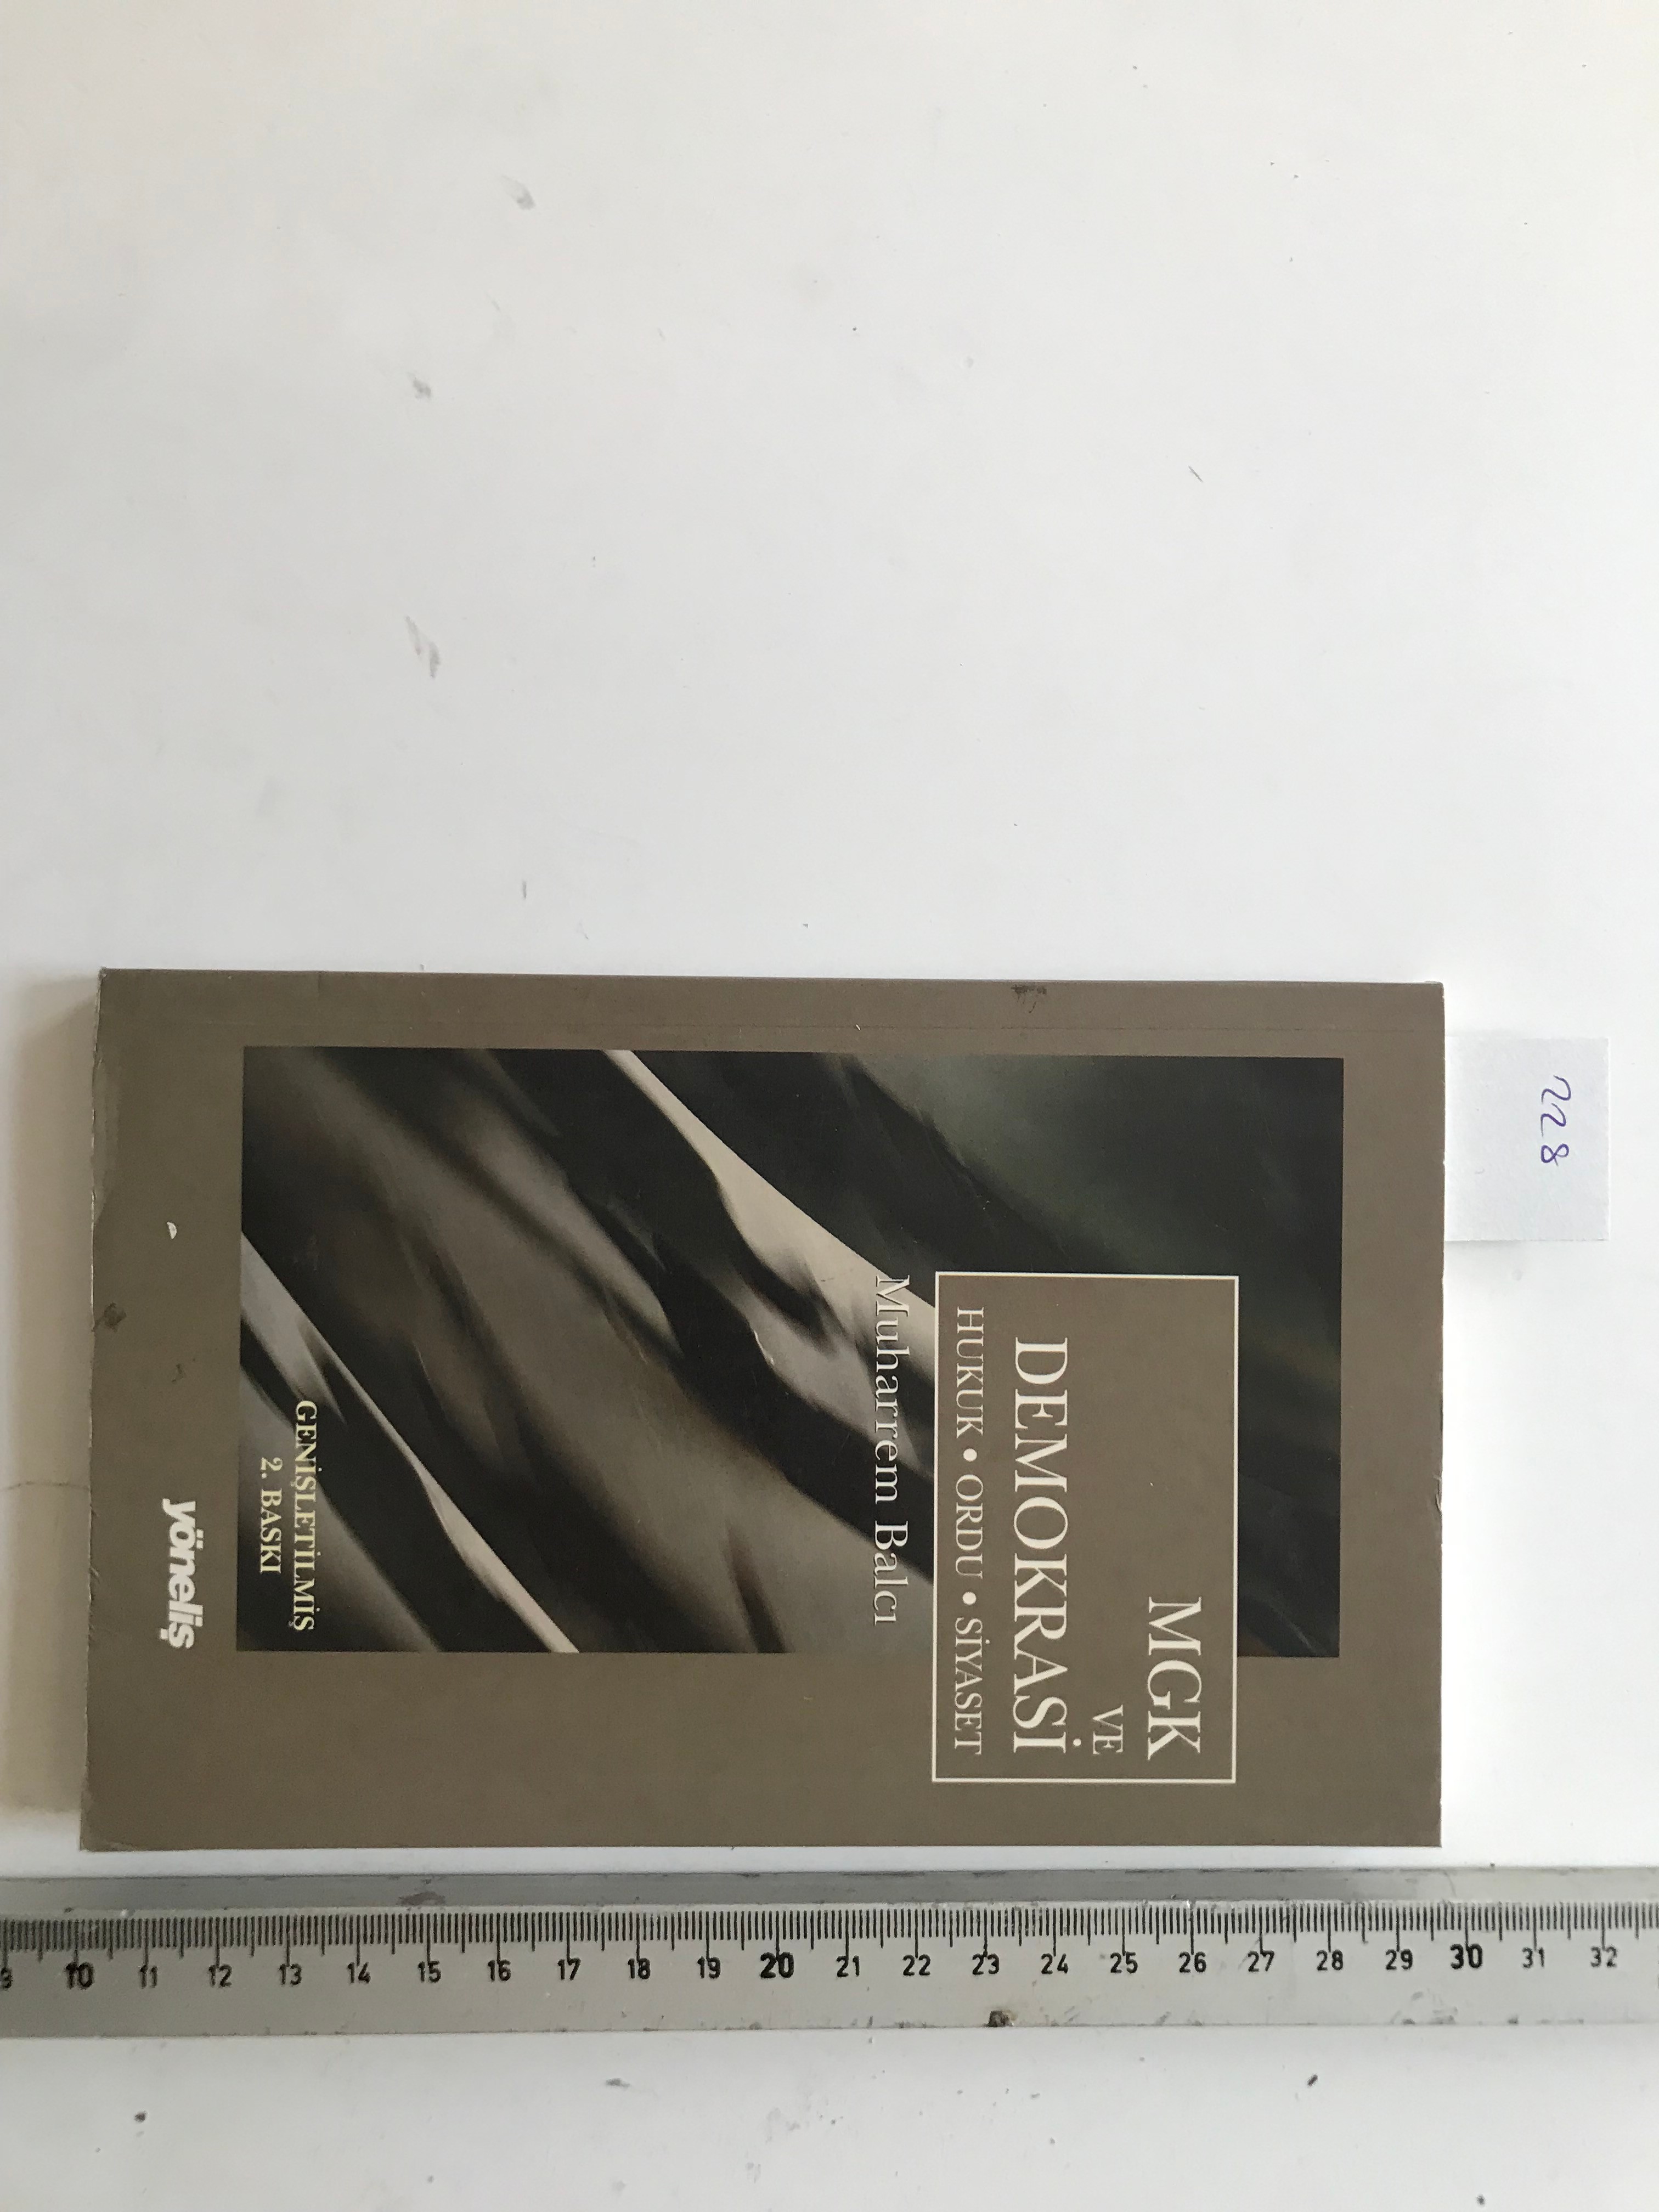 228
MGK
VE
DEMOKRASİ
HUKUK • ORDU • SİYASET
Muharrem Balcı
GENİŞLETİLMİŞ
2. BASKI
yöneliş
9 10 11 12 13 14 15 16 17 18 19 20 21 22 23 24 25 26 27 28 29 30 31 32